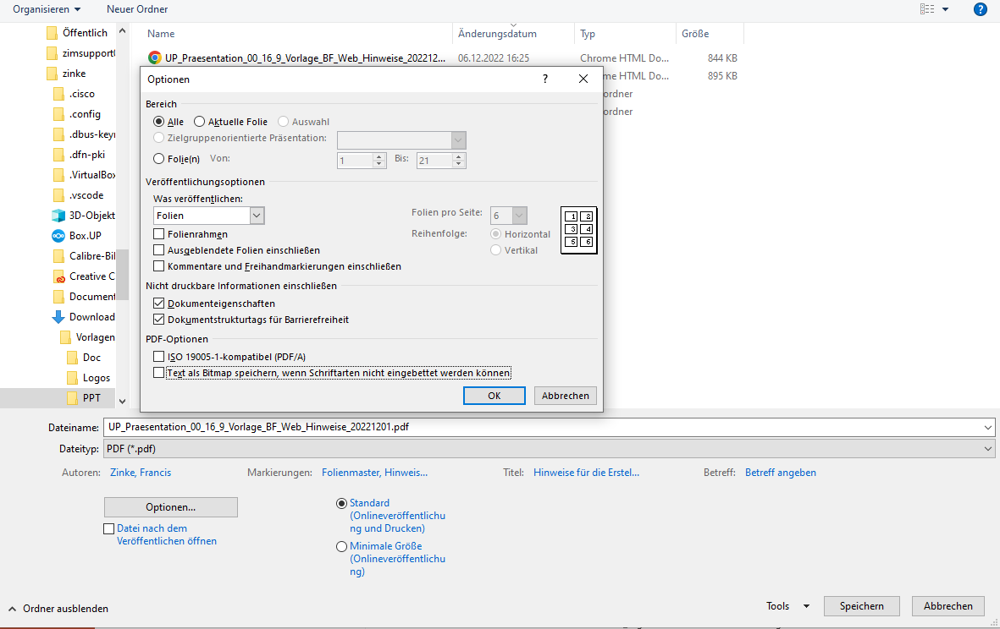 Organisieren Neuer Ordner
Öffentlich
zimsupport
zinke
.cisco
.config
.dbus-keyr
.dfn-pki
.VirtualBox
.vscode
3D-Objekt
Box.UP
Calibre-Bil
Creative C
Document
Download
Vorlagen
Doc
Logos
PPT
Name Änderungsdatum Typ Größe
UP_Praesentation_00_16_9_Vorlage_BF_Web_Hinweise_202212... 06.12.2022 16:25 Chrome HTML Do... 844 KB
me HTML Do... 895 KB
ordner
ordner
Optionen ?
Bereich
Alle Aktuelle Folie Auswahl
Zielgruppenorientierte Präsentation:
Folie(n) Von: 1 Bis: 21
Veröffentlichungsoptionen
Was veröffentlichen:
Folien
Folien pro Seite: 6
Reihenfolge: Horizontal
Vertikal
1 2
3 4
5 6
Folienrahmen
Ausgeblendete Folien einschließen
Kommentare und Freihandmarkierungen einschließen
Nicht druckbare Informationen einschließen
Dokumenteigenschaften
Dokumentstrukturtags für Barrierefreiheit
PDF-Optionen
ISO 19005-1-kompatibel (PDF/A)
Text als Bitmap speichern, wenn Schriftarten nicht eingebettet werden können
OK Abbrechen
Dateiname: UP_Praesentation_00_16_9_Vorlage_BF_Web_Hinweise_20221201.pdf
Dateityp: PDF (*.pdf)
Autoren: Zinke, Francis Markierungen: Folienmaster, Hinweis... Titel: Hinweise für die Erstel... Betreff: Betreff angeben
Optionen...
Datei nach dem
Veröffentlichen öffnen
Standard
(Onlineveröffentlichu
ng und Drucken)
Minimale Größe
(Onlineveröffentlichu
ng)
Ordner ausblenden Tools Speichern Abbrechen